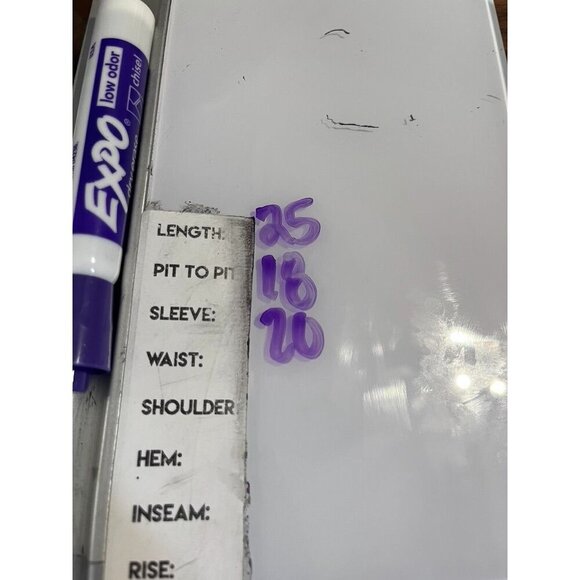 EXPO
low odor
chisel
LENGTH: 25
PIT TO PIT 18
SLEEVE: 20
WAIST:
SHOULDER
HEM:
INSEAM:
RISE: